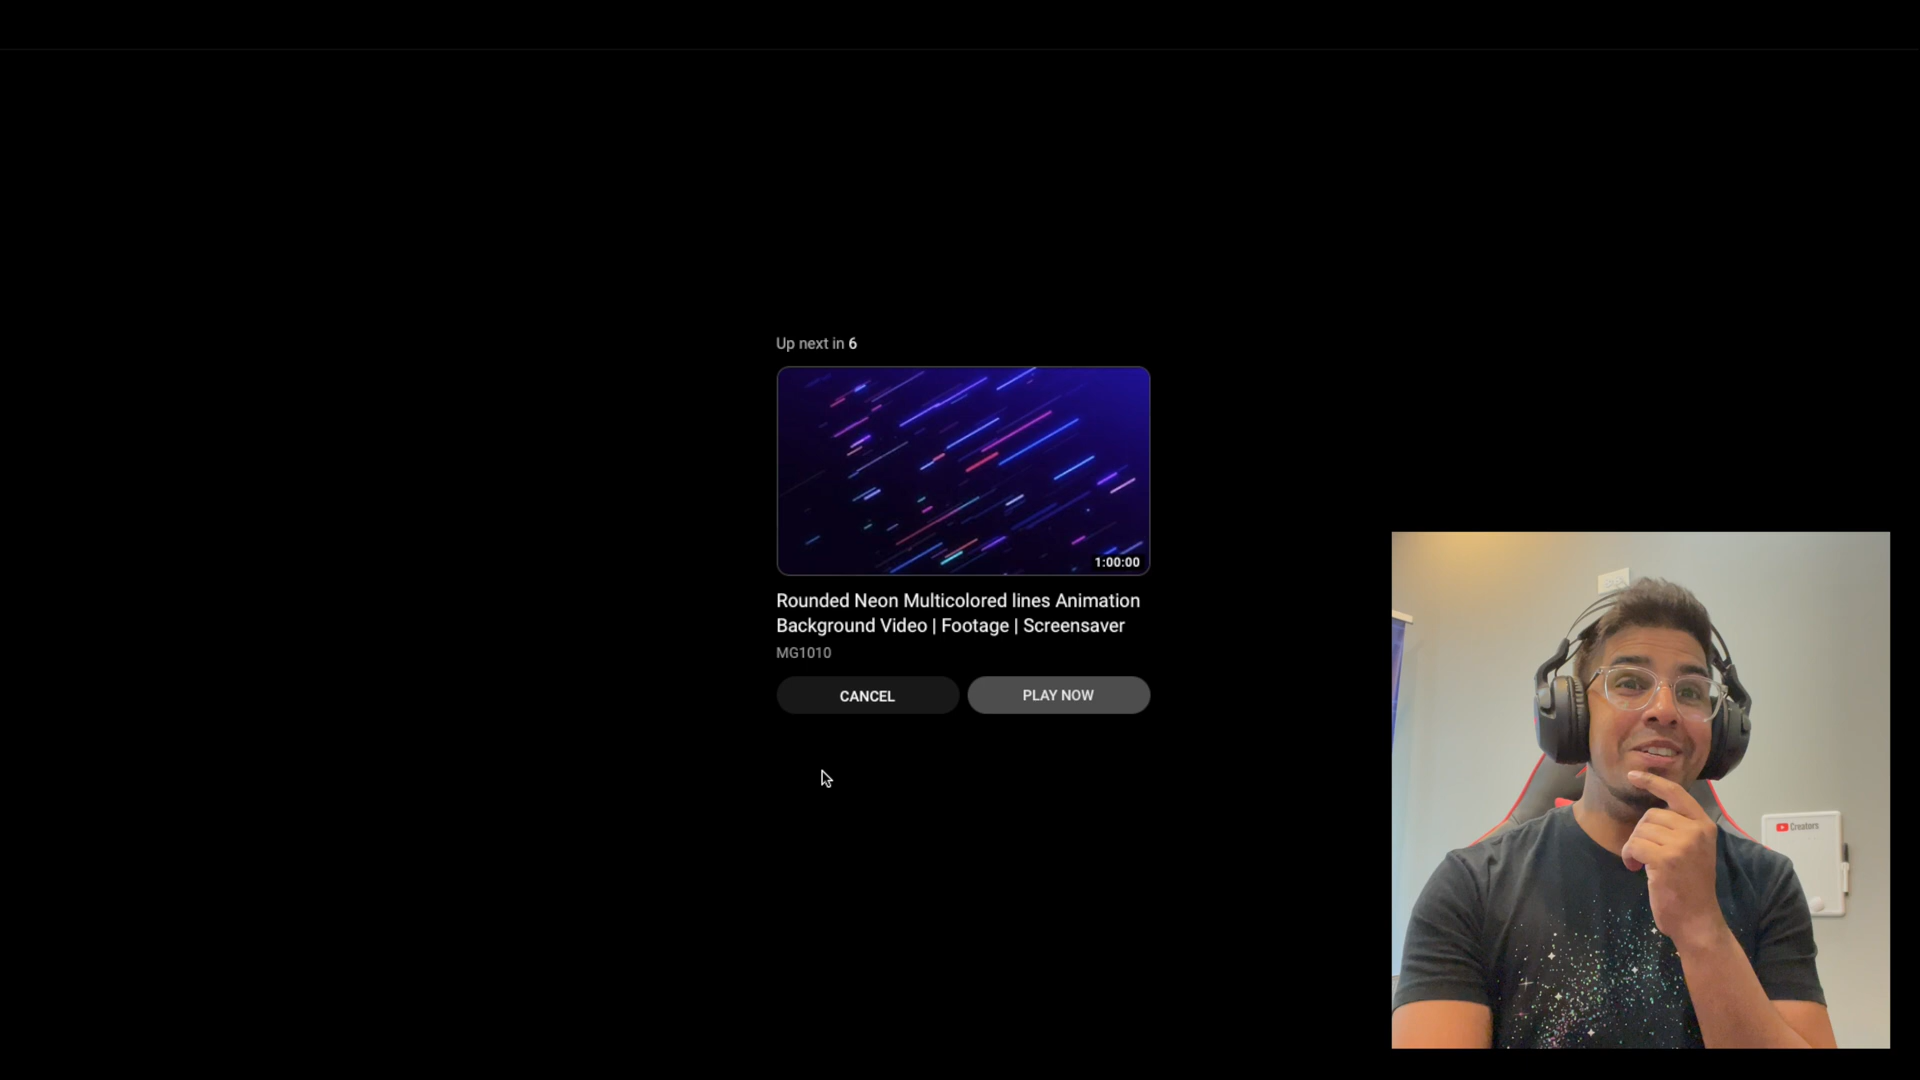 Up next in 6
1:00:00
Rounded Neon Multicolored lines Animation
Background Video | Footage | Screensaver
MG1010
CANCEL
PLAY NOW
Creators